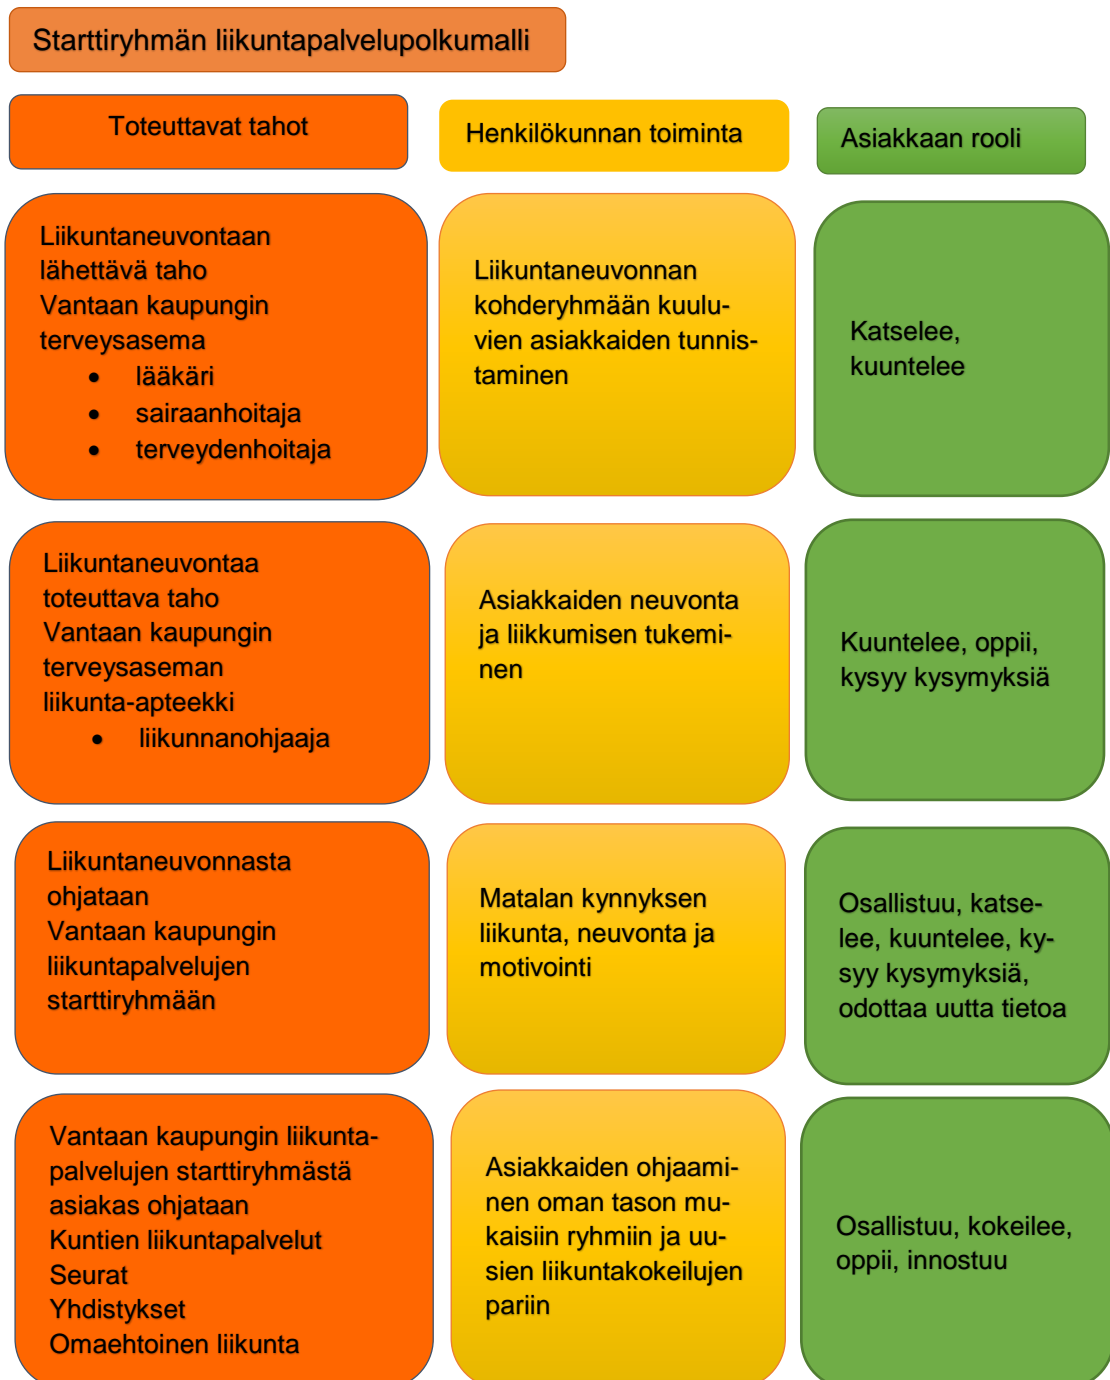 Starttiryhmän liikuntapalvelupolkumalli
Toteuttavat tahot
Henkilökunnan toiminta
Asiakkaan rooli
Liikuntaneuvontaan
lähettävä taho
Vantaan kaupungin
terveysasema
• lääkäri
• sairaanhoitaja
• terveydenhoitaja
Liikuntaneuvonnan
kohderyhmään kuulu-
vien asiakkaiden tunnis-
taminen
Katselee,
kuuntelee
Liikuntaneuvontaa
toteuttava taho
Vantaan kaupungin
terveysaseman
liikunta-apteekki
• liikunnanohjaaja
Asiakkaiden neuvonta
ja liikkumisen tukemi-
nen
Kuuntelee, oppii,
kysyy kysymyksiä
Liikuntaneuvonnasta
ohjataan
Vantaan kaupungin
liikuntapalvelujen
starttiryhmään
Matalan kynnyksen
liikunta, neuvonta ja
motivointi
Osallistuu, katse-
lee, kuuntelee, ky-
syy kysymyksiä,
odottaa uutta tietoa
Vantaan kaupungin liikunta-
palvelujen starttiryhmästä
asiakas ohjataan
Kuntien liikuntapalvelut
Seurat
Yhdistykset
Omaehtoinen liikunta
Asiakkaiden ohjaami-
nen oman tason mu-
kaisiin ryhmiin ja uu-
sien liikuntakokeilujen
pariin
Osallistuu, kokeilee,
oppii, innostuu